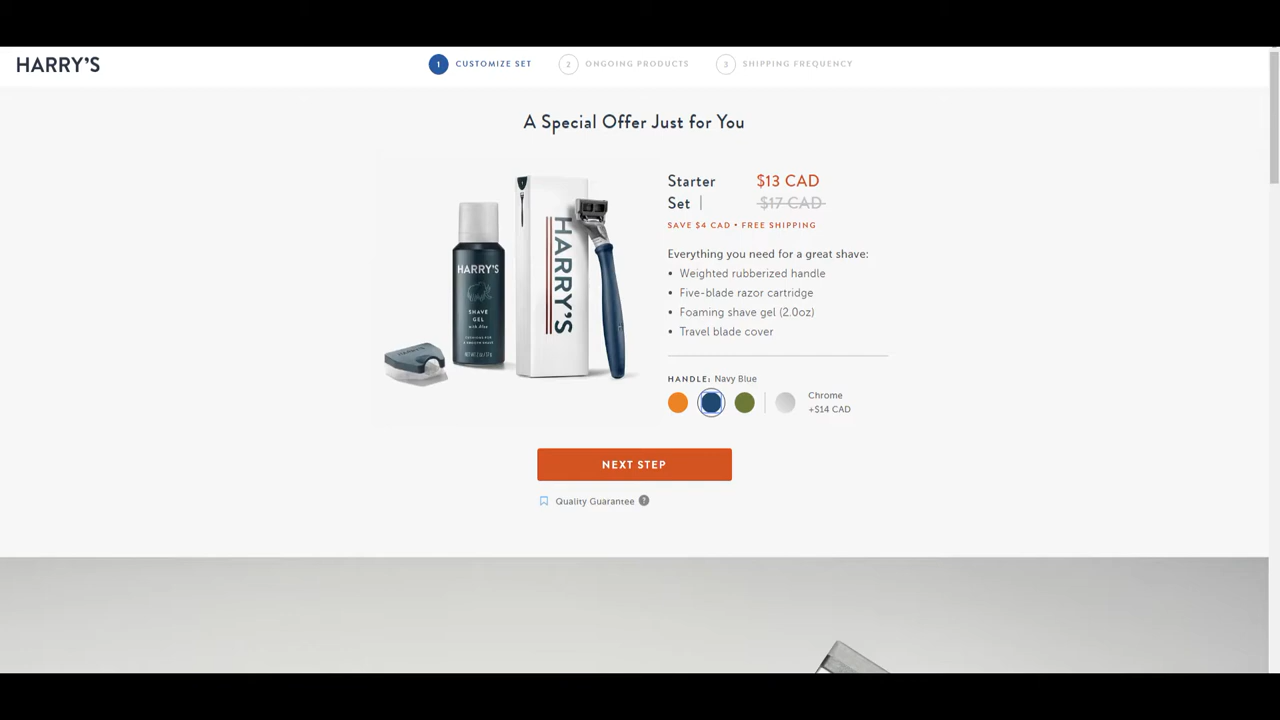 HARRY'S
1 CUSTOMIZE SET
2 ONGOING PRODUCTS
3 SHIPPING FREQUENCY
A Special Offer Just for You
HARRY'S
SHAVE
GEL
with Aloe
HARRY'S
Starter
Set |
$13 CAD
$17 CAD
SAVE $4 CAD • FREE SHIPPING
Everything you need for a great shave:
• Weighted rubberized handle
• Five-blade razor cartridge
• Foaming shave gel (2.0oz)
• Travel blade cover
HANDLE: Navy Blue
Chrome
+$14 CAD
NEXT STEP
Quality Guarantee ?